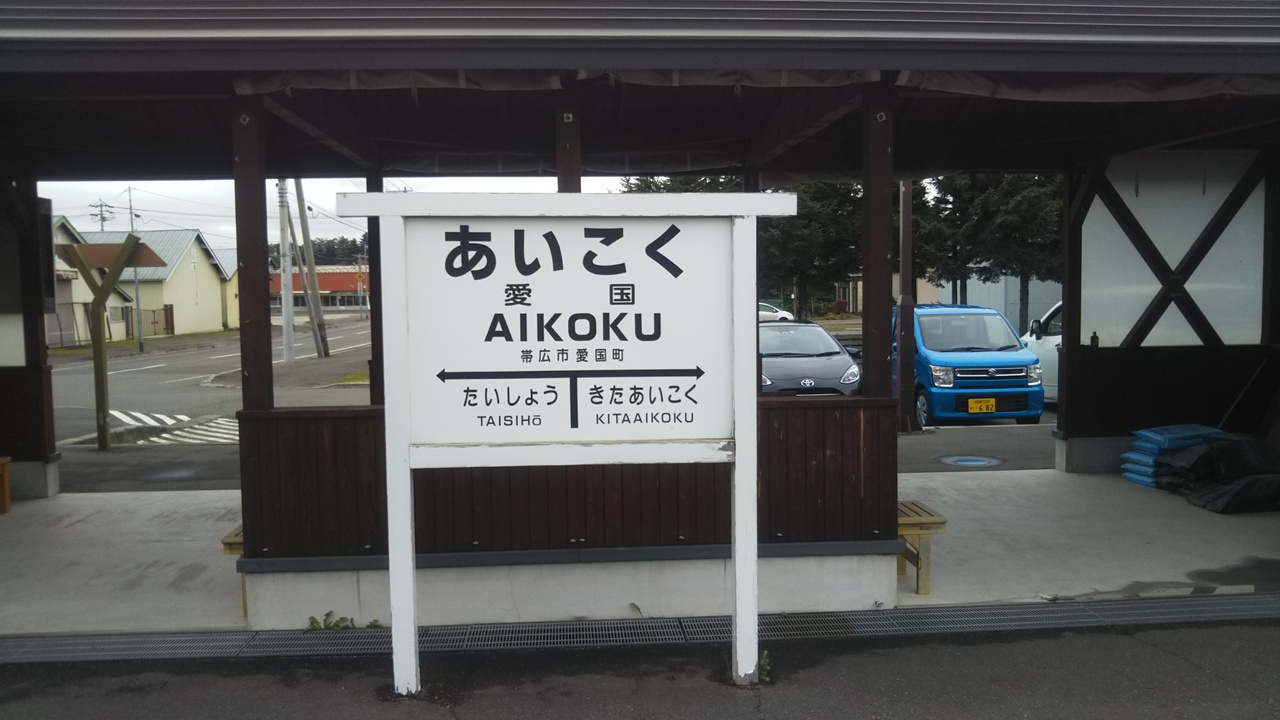 あいこく
愛 国
AIKOKU
帯広市愛国町
たいしょう きたあいこく
TAISIHō KITAAIKOKU
682